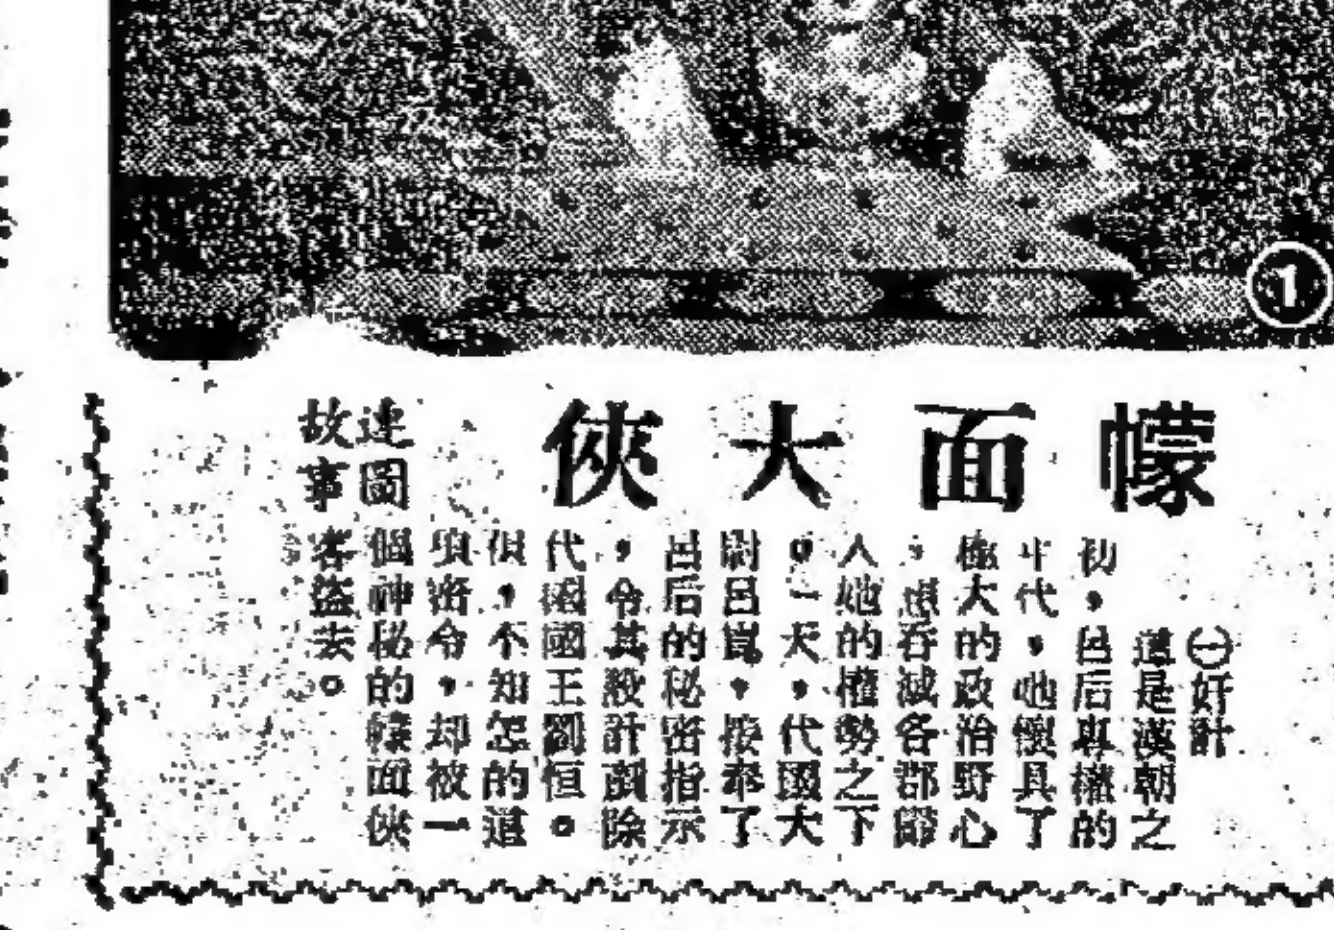 ①
幪面大俠
連圖
故事
㊀奸計
這是漢朝之
初，呂后專權的
年代，她懷具了
極大的政治野心
，想吞滅各郡歸
入她的權勢之下
。一天，代國大
尉呂崑，接奉了
呂后的秘密指示
，令其設計剷除
代國國王劉恒。
但，不知怎的這
項密令，却被一
個神秘的幪面俠
客盜去。